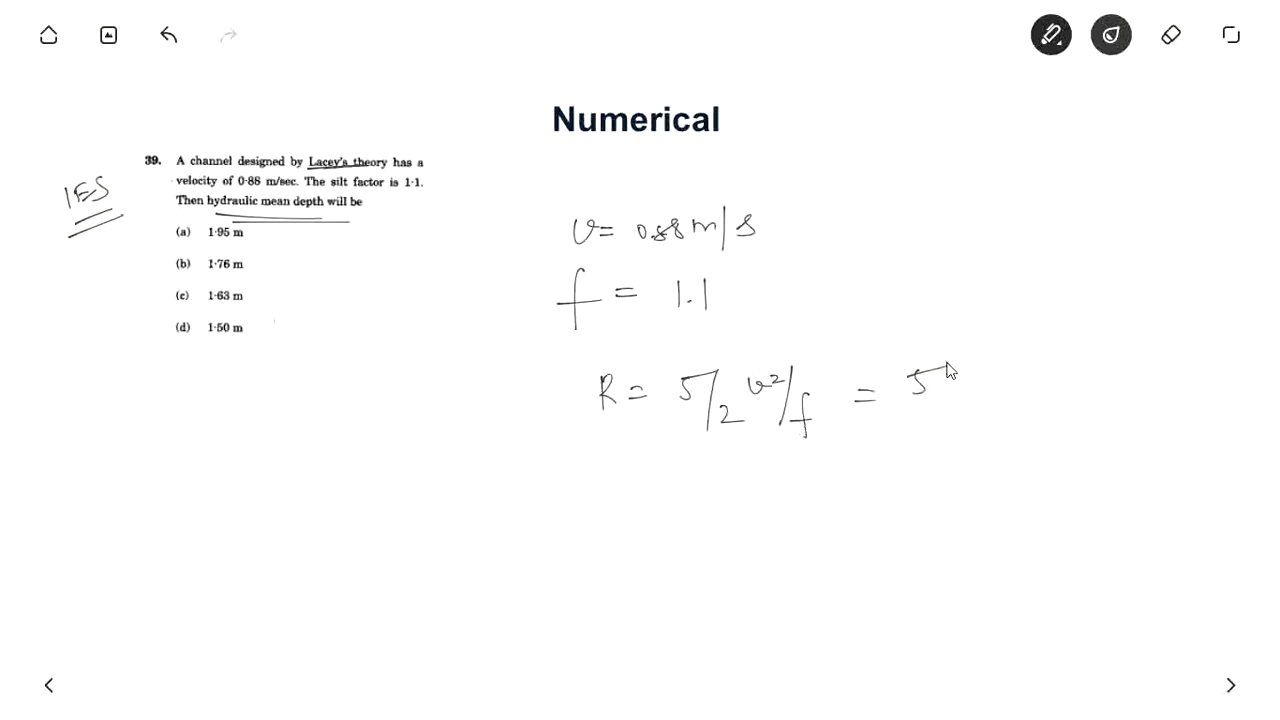 Numerical
IES
39. A channel designed by Lacey's theory has a
velocity of 0·88 m/sec. The silt factor is 1·1.
Then hydraulic mean depth will be
(a) 1·95 m
(b) 1·76 m
(c) 1·63 m
(d) 1·50 m
v = 0.88 m/s
f = 1.1
R = 5/2 v²/f = 5